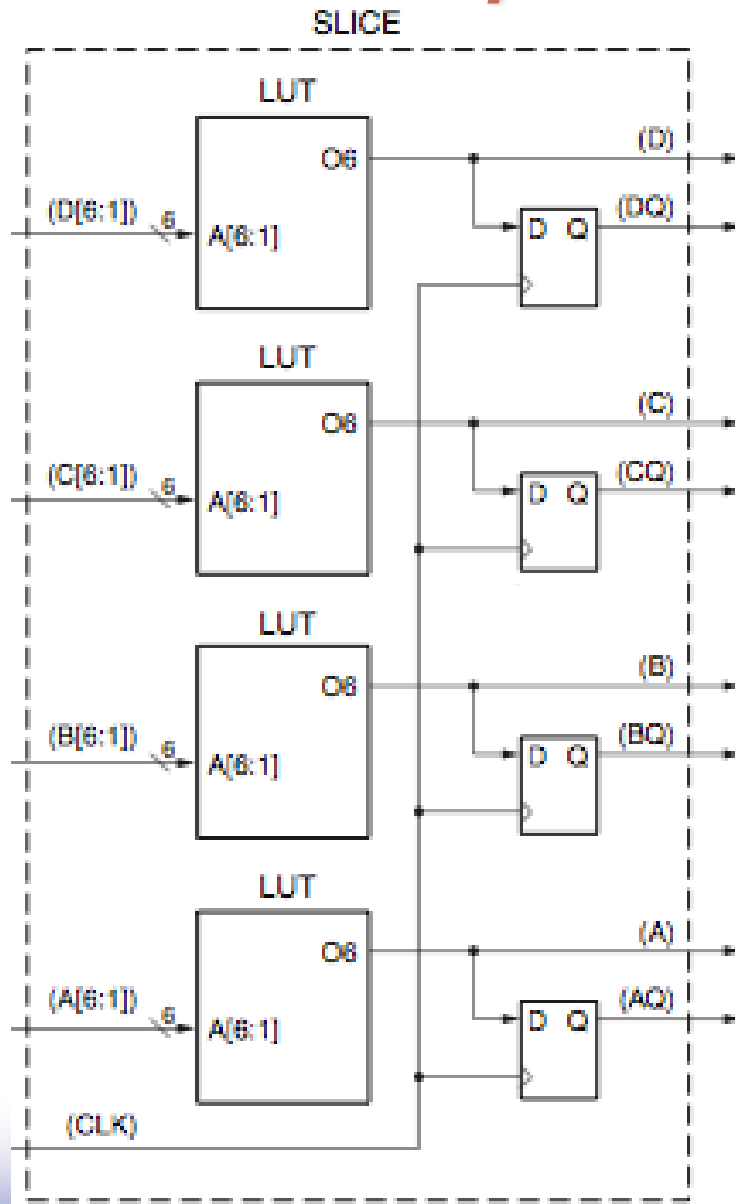 SLICE
LUT
O6
(D)
(D[6:1])
6
A[6:1]
D Q
(DQ)
LUT
O6
(C)
(C[6:1])
6
A[6:1]
D Q
(CQ)
LUT
O6
(B)
(B[6:1])
6
A[6:1]
D Q
(BQ)
LUT
O6
(A)
(A[6:1])
6
A[6:1]
D Q
(AQ)
(CLK)